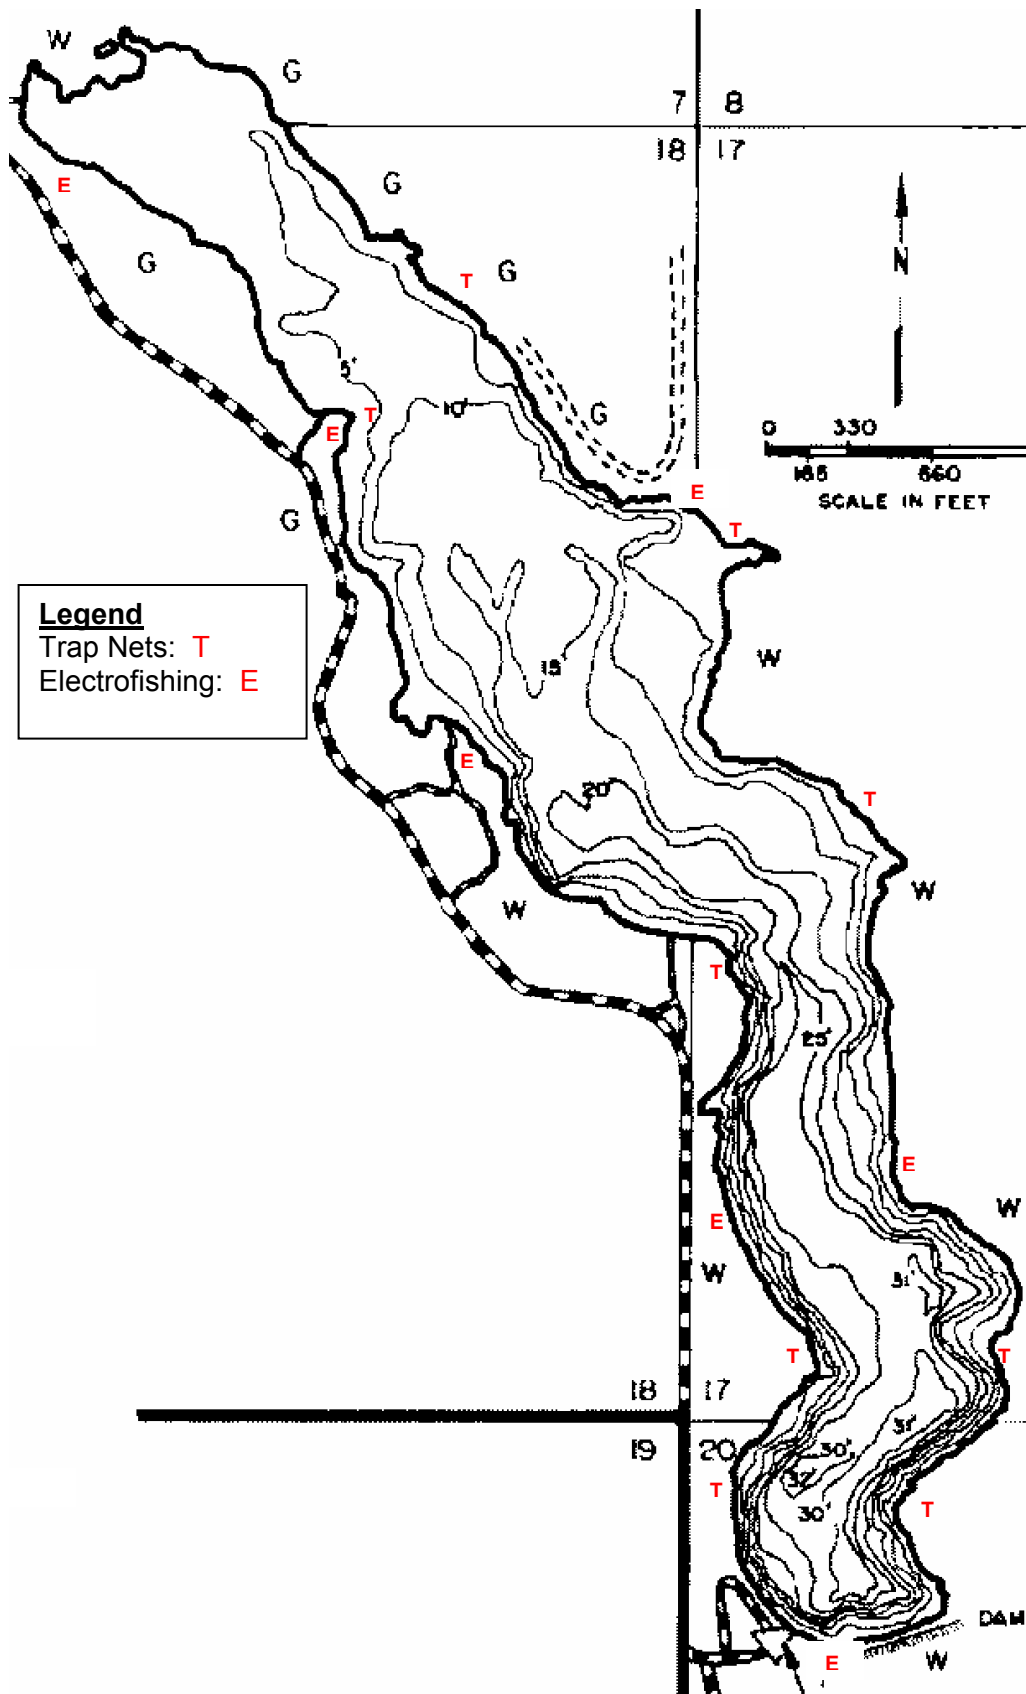 W
G
7 8
18 17
E
G
G
N
T
G
5'
10'
T
G
0 330
E
165 660
SCALE IN FEET
E
G
T
Legend
Trap Nets: T
Electrofishing: E
15'
W
E
20'
T
W
W
T
25'
E
W
E
W
31'
T
T
18 17
31'
19 20
30'
32'
T
30'
T
DAM
E
W